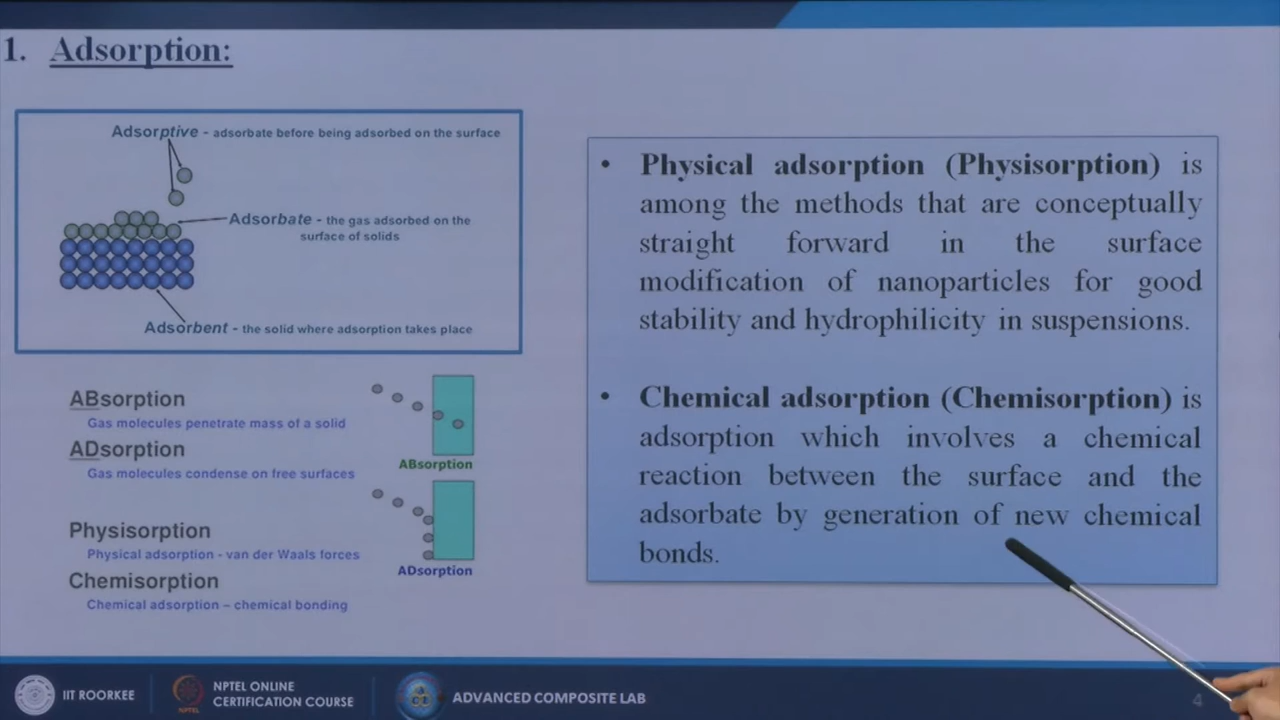 1. Adsorption:
Adsorptive - adsorbate before being adsorbed on the surface
Adsorbate - the gas adsorbed on the
surface of solids
Adsorbent - the solid where adsorption takes place
ABsorption
Gas molecules penetrate mass of a solid
ADsorption
Gas molecules condense on free surfaces
ABsorption
Physisorption
Physical adsorption - van der Waals forces
Chemisorption
Chemical adsorption – chemical bonding
ADsorption
• Physical adsorption (Physisorption) is
among the methods that are conceptually
straight forward in the surface
modification of nanoparticles for good
stability and hydrophilicity in suspensions.
• Chemical adsorption (Chemisorption) is
adsorption which involves a chemical
reaction between the surface and the
adsorbate by generation of new chemical
bonds.
IIT ROORKEE
NPTEL
NPTEL ONLINE
CERTIFICATION COURSE
ADVANCED COMPOSITE LAB
4